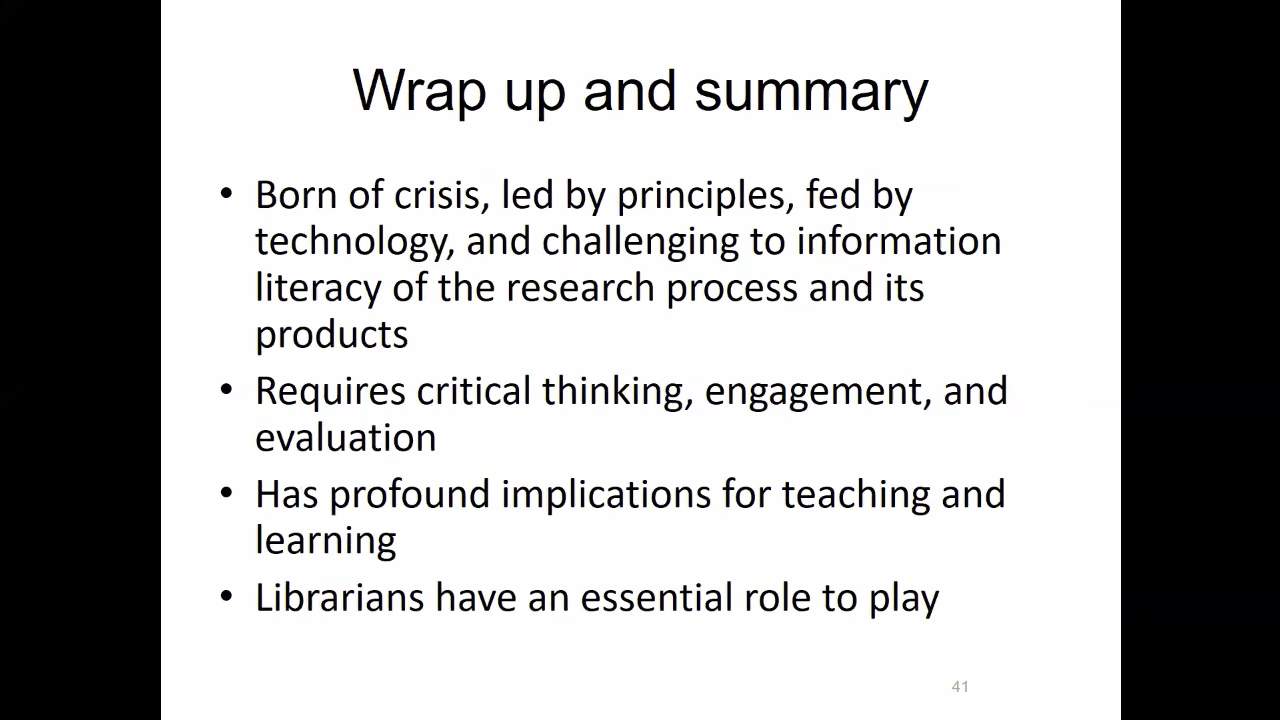 Wrap up and summary
• Born of crisis, led by principles, fed by
technology, and challenging to information
literacy of the research process and its
products
• Requires critical thinking, engagement, and
evaluation
• Has profound implications for teaching and
learning
• Librarians have an essential role to play
41